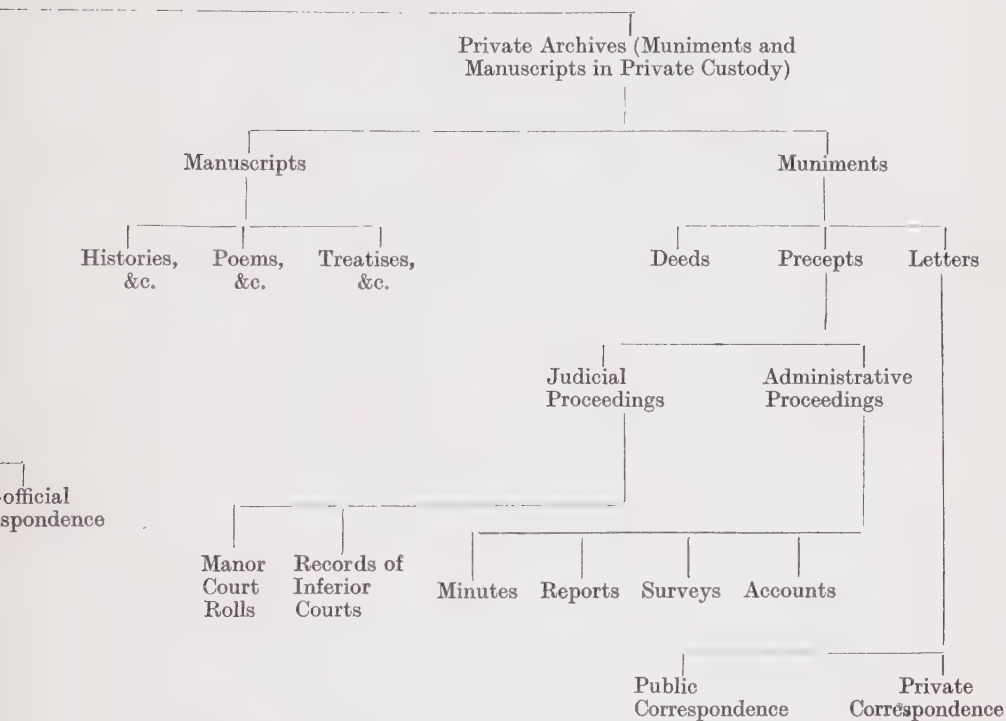 Private Archives (Muniments and
Manuscripts in Private Custody)
Manuscripts
Muniments
Histories,
&c.
Poems,
&c.
Treatises,
&c.
Deeds
Precepts
Letters
Judicial
Proceedings
Administrative
Proceedings
-official
spondence
Manor
Court
Rolls
Records of
Inferior
Courts
Minutes
Reports
Surveys
Accounts
Public
Correspondence
Private
Correspondence